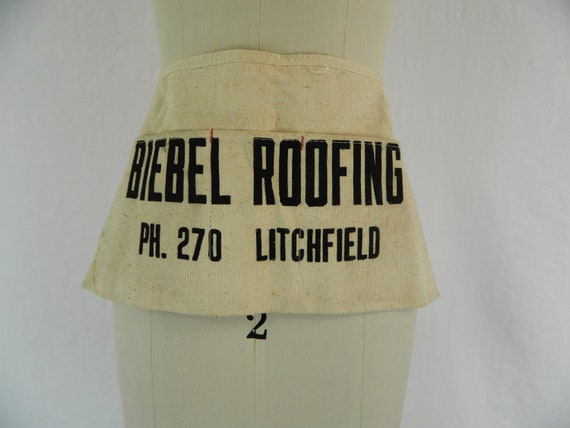 BIEBEL ROOFING
PH. 270 LITCHFIELD
2